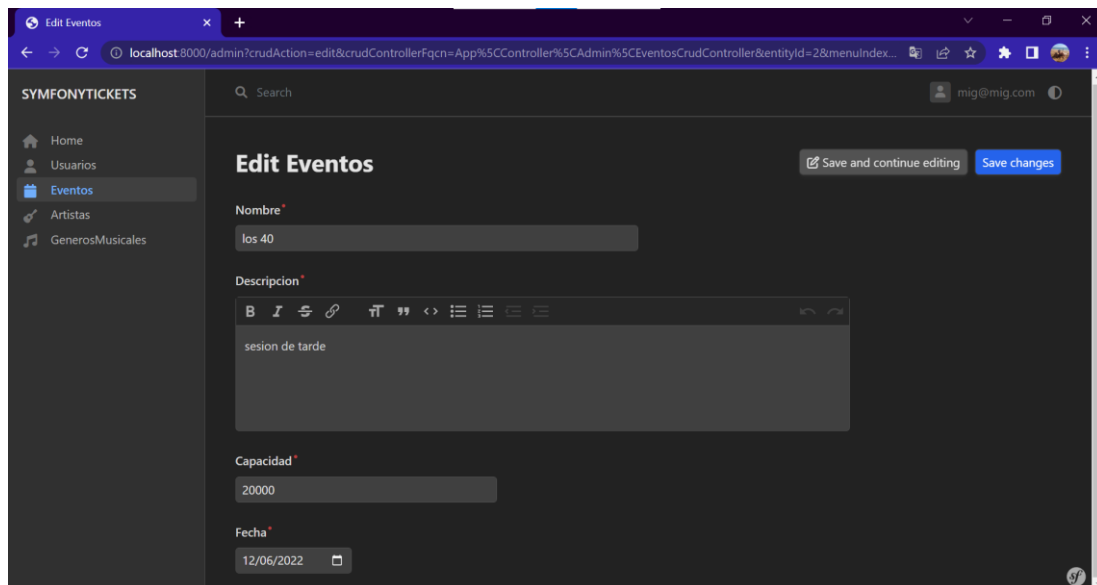 Edit Eventos
localhost:8000/admin?crudAction=edit&crudControllerFqcn=App%5CController%5CAdmin%5CEventosCrudController&entityId=2&menuIndex...
SYMFONYTICKETS
Search
mig@mig.com
Home
Usuarios
Eventos
Artistas
GenerosMusicales
Edit Eventos
Save and continue editing
Save changes
Nombre*
los 40
Descripcion*
sesion de tarde
Capacidad*
20000
Fecha*
12/06/2022